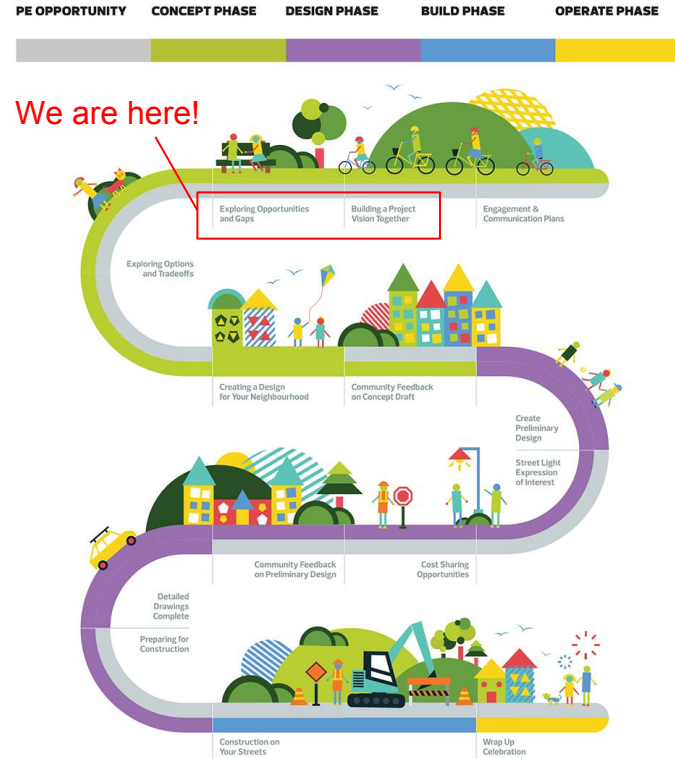 PE OPPORTUNITY
CONCEPT PHASE
DESIGN PHASE
BUILD PHASE
OPERATE PHASE
We are here!
Exploring Opportunities
and Gaps
Building a Project
Vision Together
Engagement &
Communication Plans
Exploring Options
and Tradeoffs
Creating a Design
for Your Neighbourhood
Community Feedback
on Concept Draft
Create
Preliminary
Design
Street Light
Expression
of Interest
Community Feedback
on Preliminary Design
Cost Sharing
Opportunities
Detailed
Drawings
Complete
Preparing for
Construction
Construction on
Your Streets
Wrap Up
Celebration